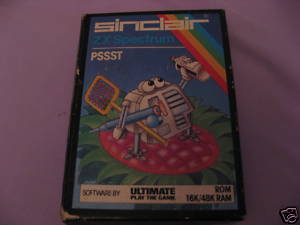 sinclair
ZX Spectrum
PSSST
SOFTWARE BY
ULTIMATE
PLAY THE GAME
ROM
16K/48K RAM